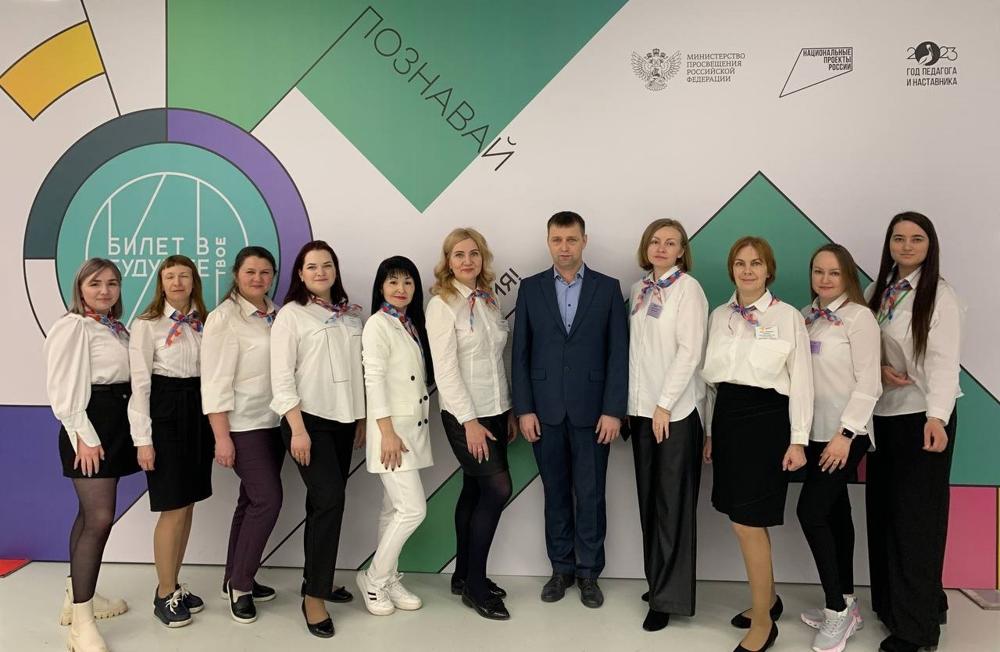 ПОЗНАВАЙ
МИНИСТЕРСТВО
ПРОСВЕЩЕНИЯ
РОССИЙСКОЙ
ФЕДЕРАЦИИ
НАЦИОНАЛЬНЫЕ
ПРОЕКТЫ
РОССИИ
2023
ГОД ПЕДАГОГА
И НАСТАВНИКА
БИЛЕТ В
ТВОЕ